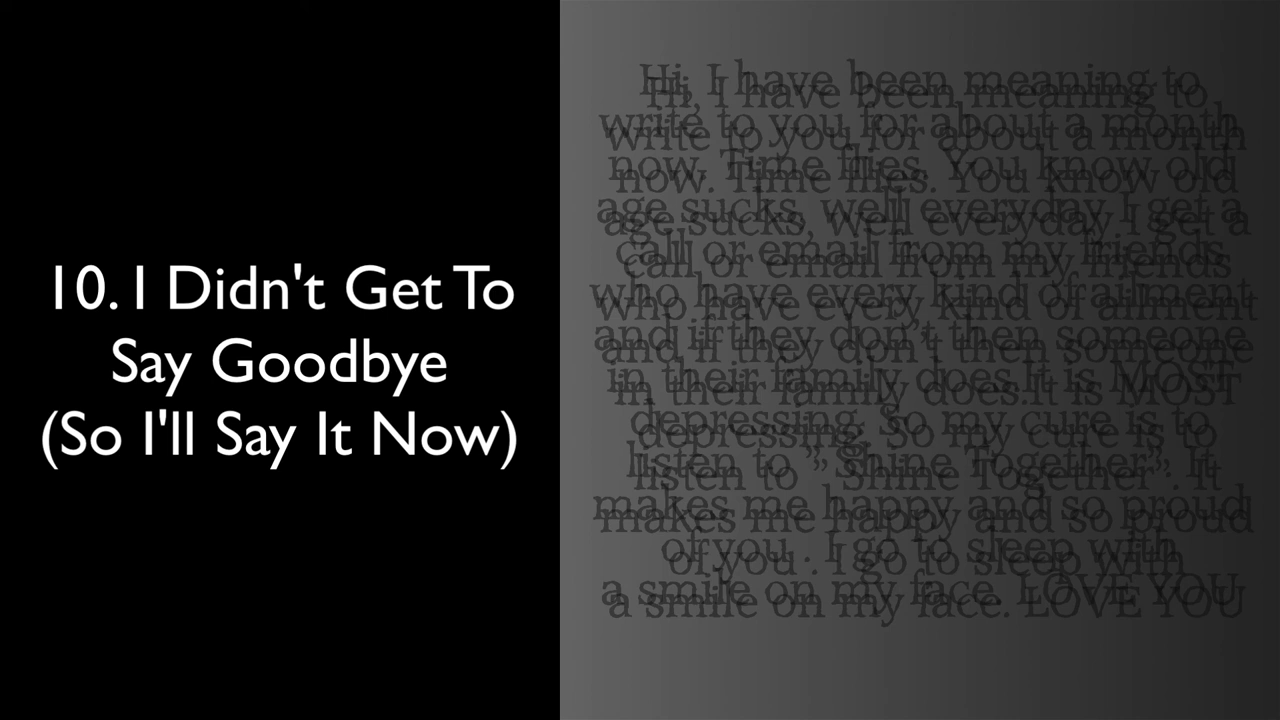 10. I Didn't Get To
Say Goodbye
(So I'll Say It Now)
Hi, I have been meaning to
write to you for about a month
now. Time flies. You know old
age sucks, well everyday I get a
call or email from my friends
who have every kind of ailment
and if they don't then someone
in their family does.It is MOST
depressing. So my cure is to
listen to " Shine Together". It
makes me happy and so proud
of you . I go to sleep with
a smile on my face. LOVE YOU